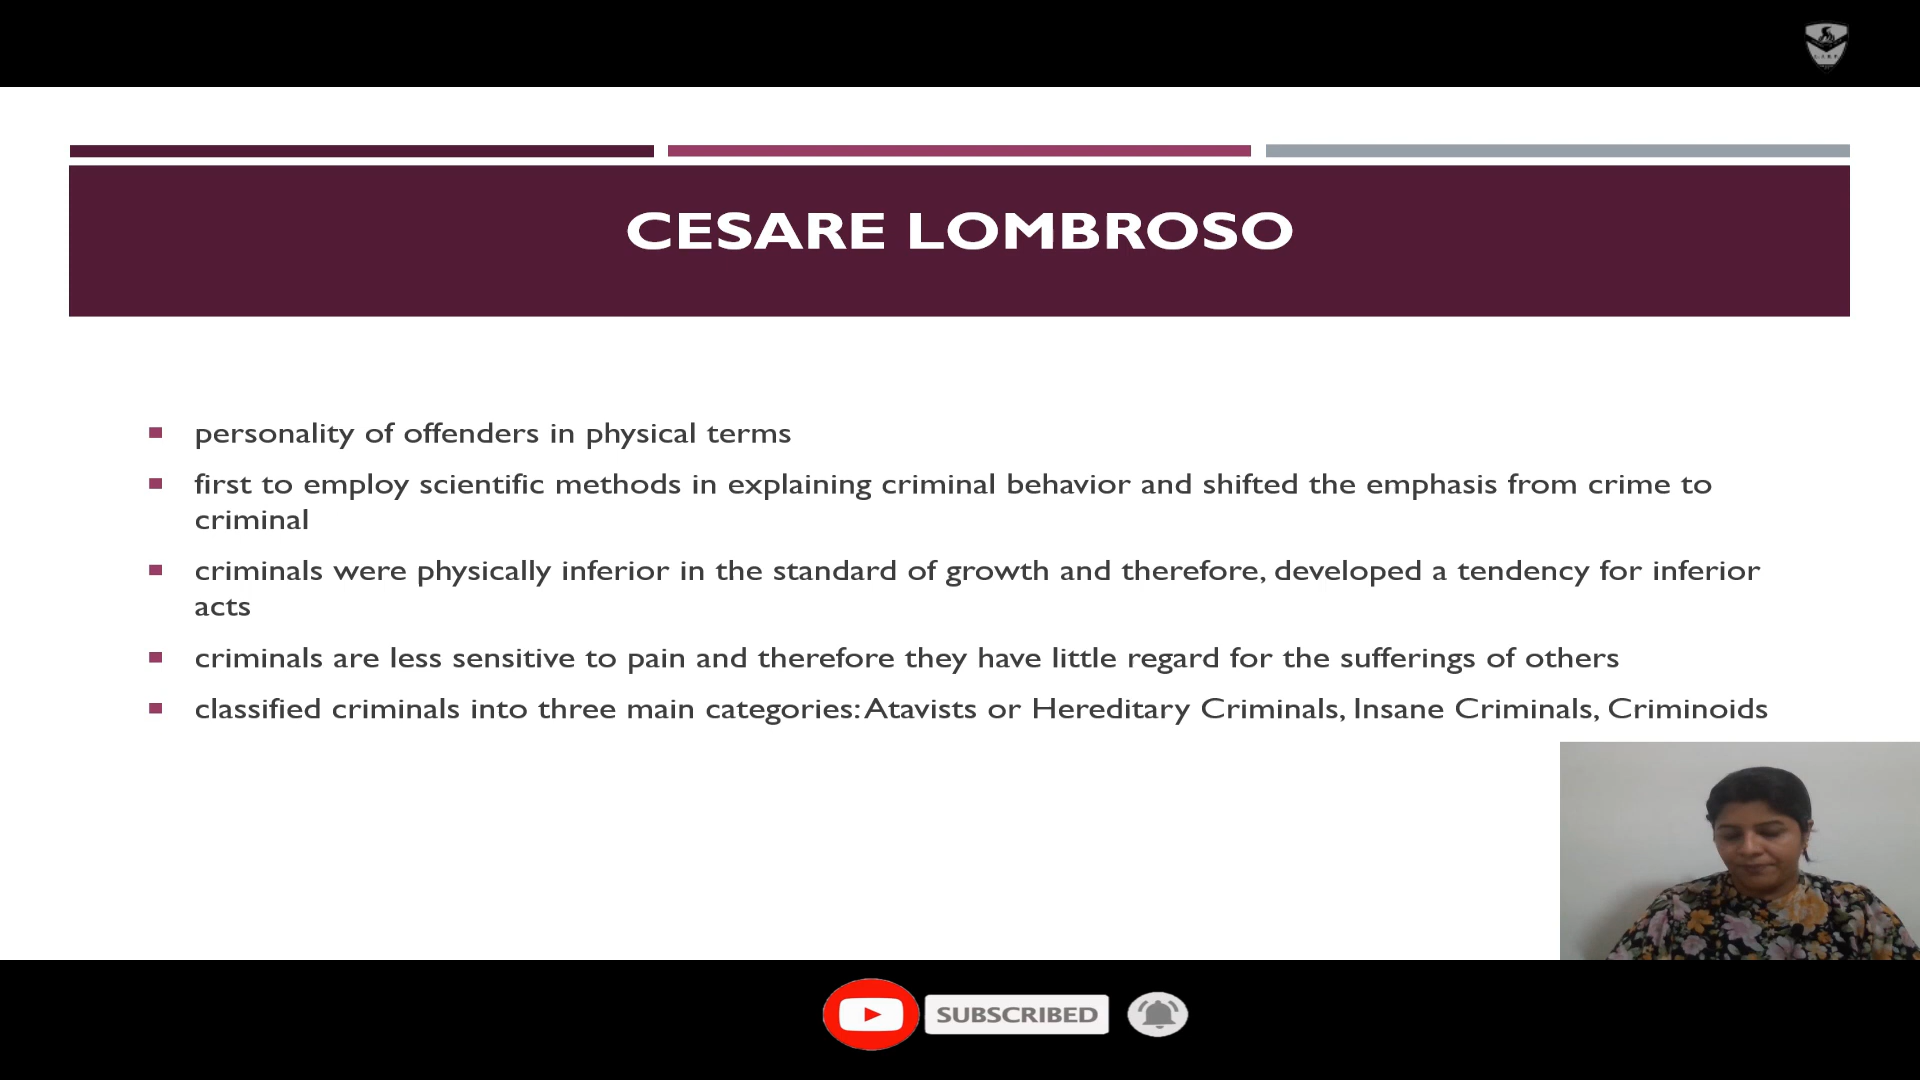 CESARE LOMBROSO
personality of offenders in physical terms
first to employ scientific methods in explaining criminal behavior and shifted the emphasis from crime to
criminal
criminals were physically inferior in the standard of growth and therefore, developed a tendency for inferior
acts
criminals are less sensitive to pain and therefore they have little regard for the sufferings of others
classified criminals into three main categories: Atavists or Hereditary Criminals, Insane Criminals, Criminoids
SUBSCRIBED